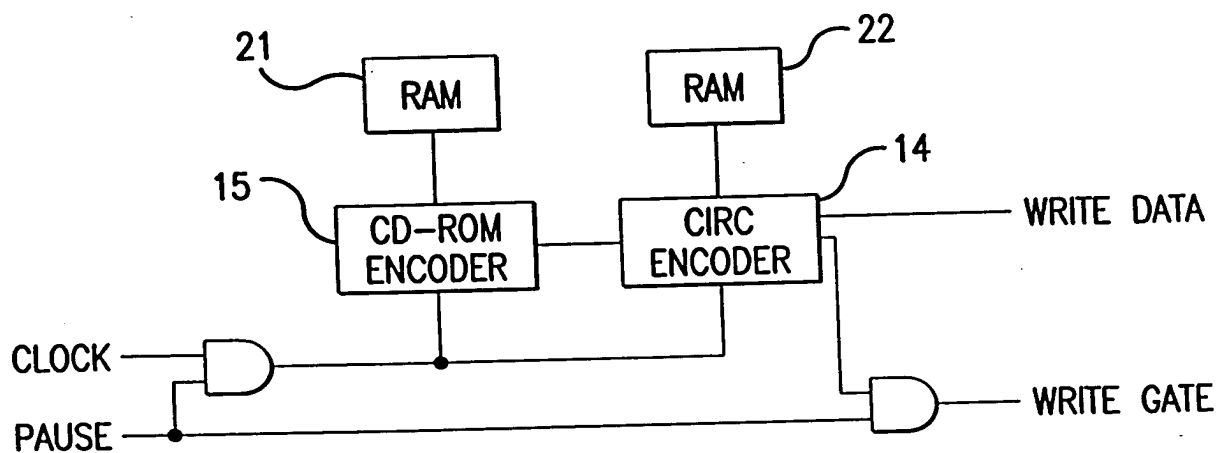 21
RAM
22
RAM
15
CD-ROM
ENCODER
14
CIRC
ENCODER
WRITE DATA
CLOCK
PAUSE
WRITE GATE